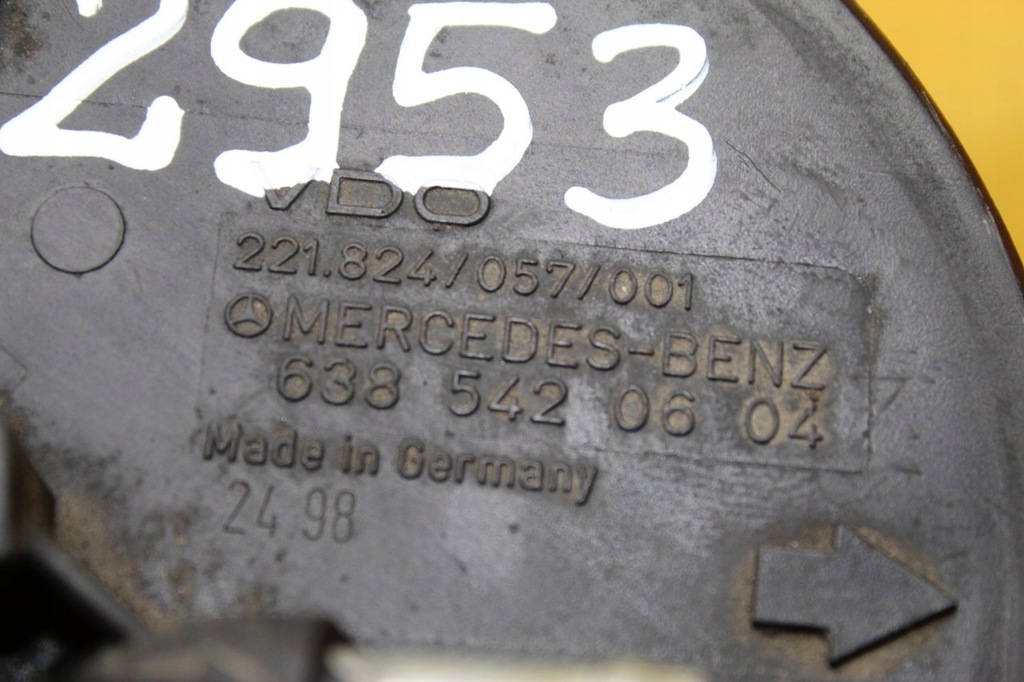 2953
VDO
221.824/057/001
MERCEDES-BENZ
638 542 06 04
Made in Germany
24.98